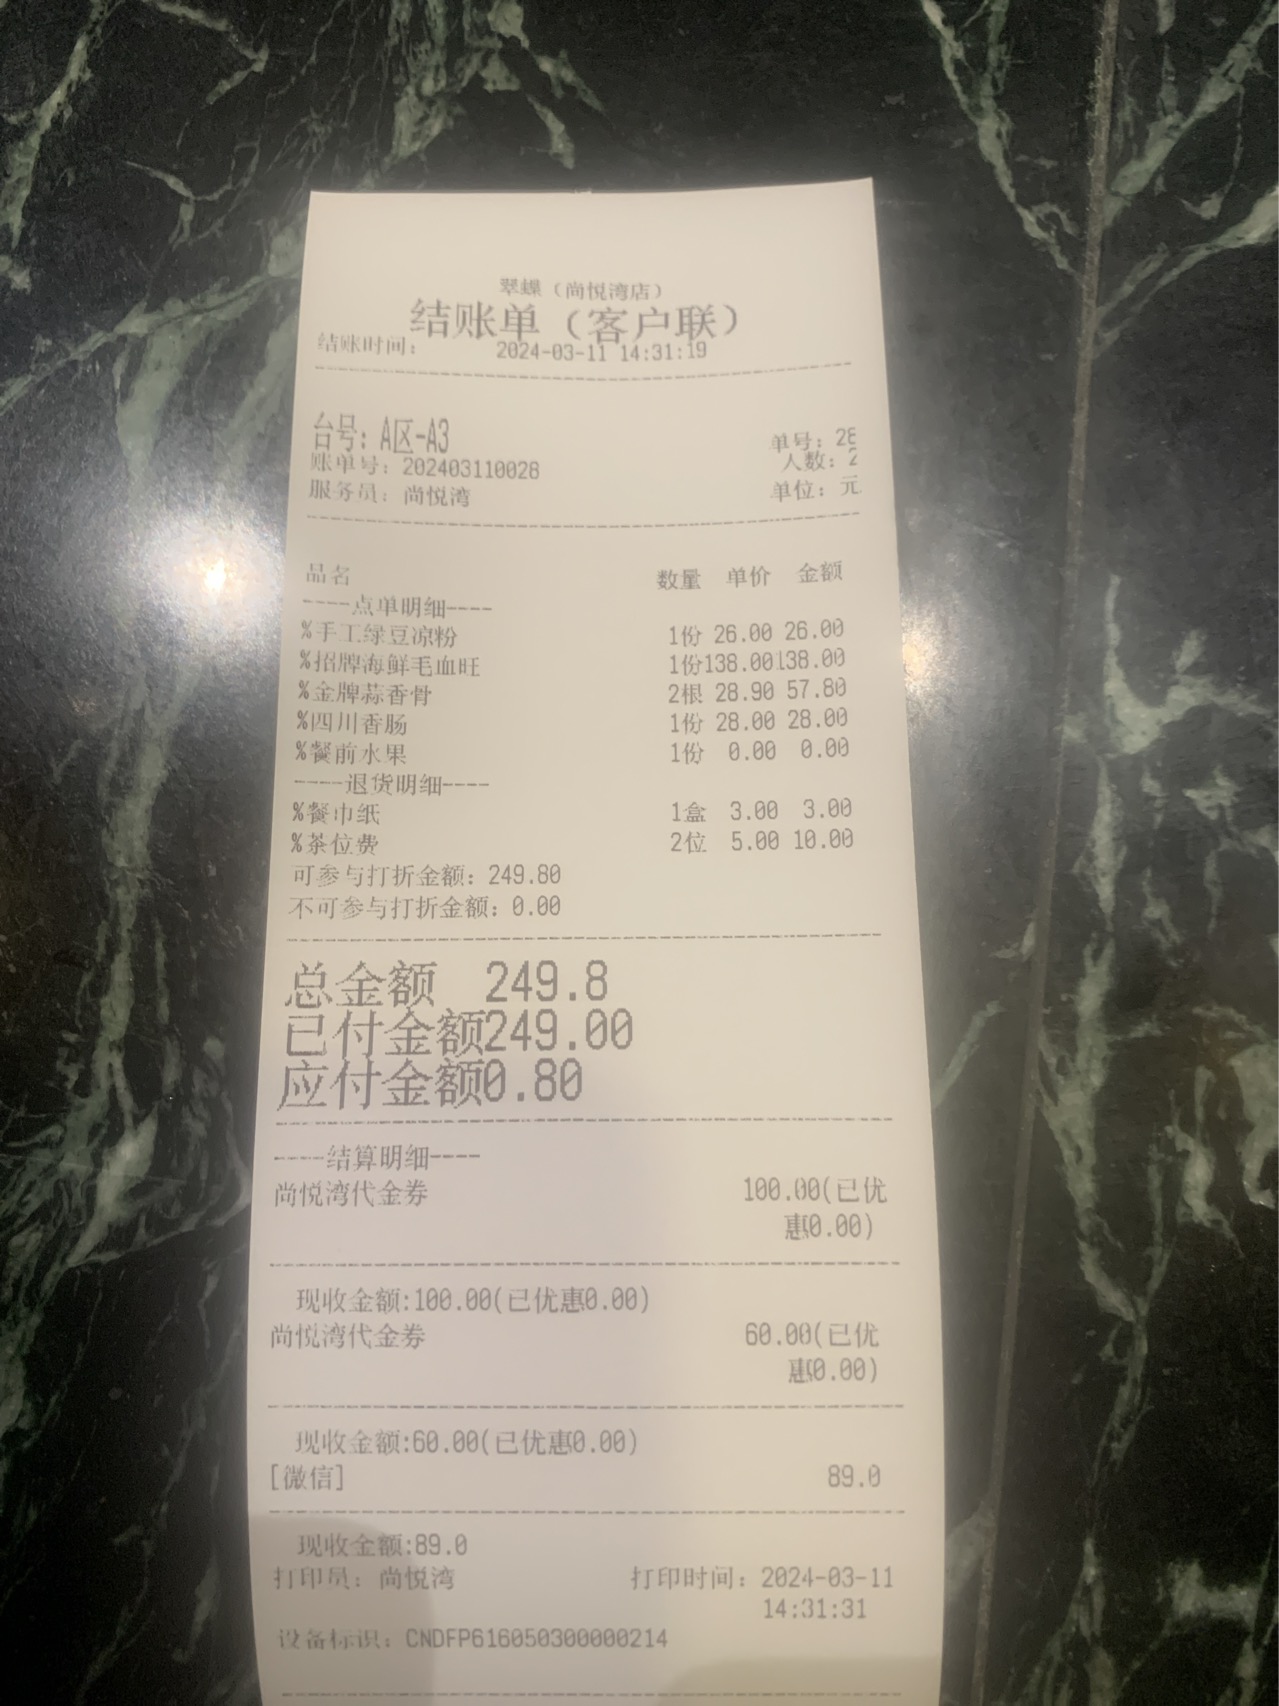 翠蝶（尚悦湾店）
结账单（客户联）
结账时间： 2024-03-11 14:31:19
台号：A区-A3
单号：28
账单号：202403110028
人数：2
服务员：尚悦湾
单位：元
品名 数量 单价 金额
----点单明细----
%手工绿豆凉粉 1份 26.00 26.00
%招牌海鲜毛血旺 1份138.00138.00
%金牌蒜香骨 2根 28.90 57.80
%四川香肠 1份 28.00 28.00
%餐前水果 1份 0.00 0.00
----退货明细----
%餐巾纸 1盒 3.00 3.00
%茶位费 2位 5.00 10.00
可参与打折金额：249.80
不可参与打折金额：0.00
总金额 249.8
已付金额249.00
应付金额0.80
----结算明细----
尚悦湾代金券 100.00(已优
惠0.00)
现收金额:100.00(已优惠0.00)
尚悦湾代金券 60.00(已优
惠0.00)
现收金额:60.00(已优惠0.00)
[微信] 89.0
现收金额:89.0
打印员：尚悦湾 打印时间：2024-03-11
14:31:31
设备标识：CNDFP616050300000214